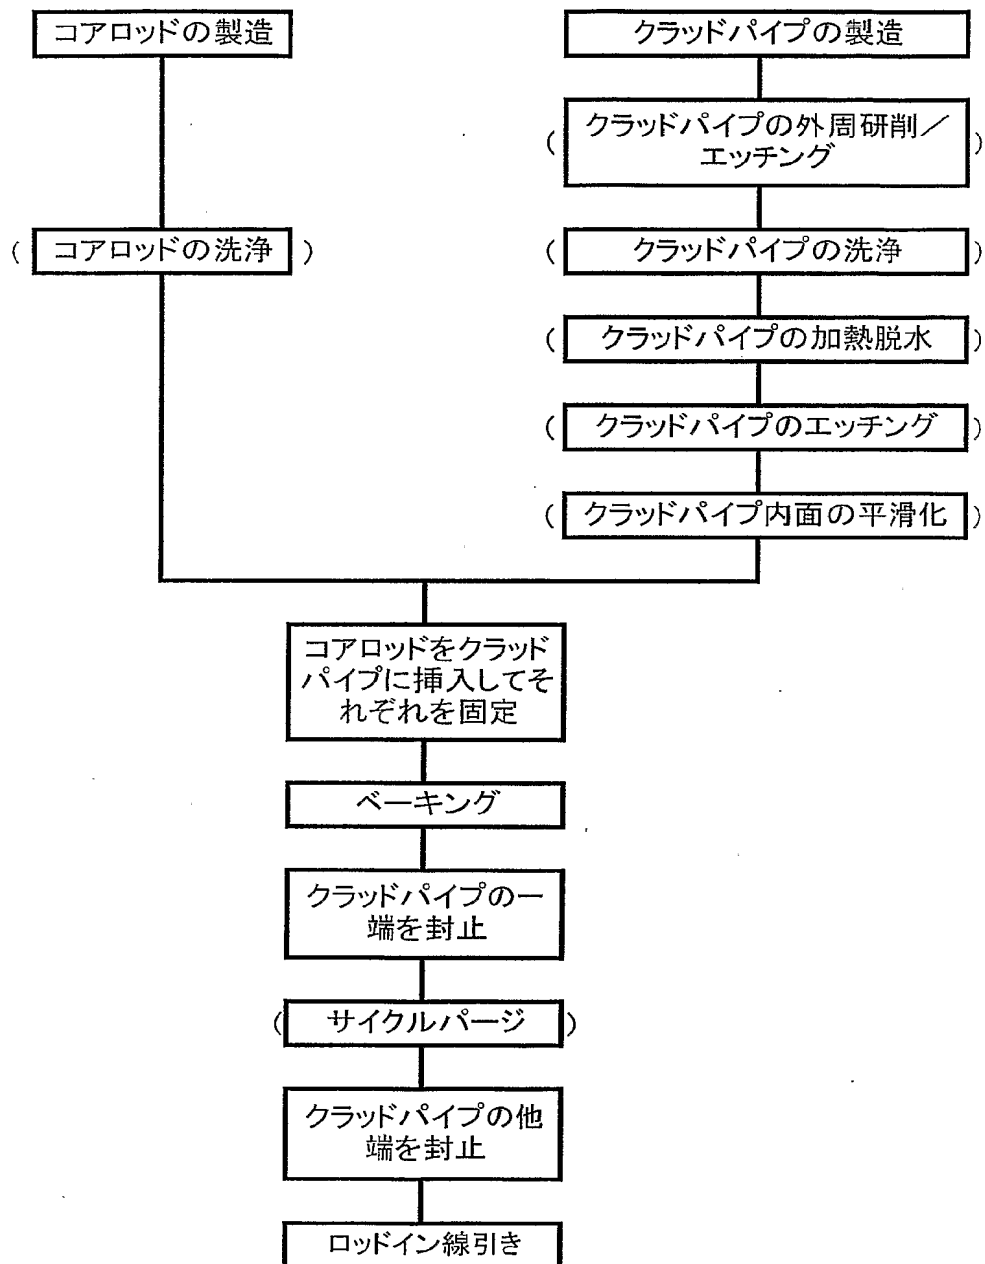 コアロッドの製造
クラッドパイプの製造
(クラッドパイプの外周研削/
エッチング)
(コアロッドの洗浄)
(クラッドパイプの洗浄)
(クラッドパイプの加熱脱水)
(クラッドパイプのエッチング)
(クラッドパイプ内面の平滑化)
コアロッドをクラッド
パイプに挿入してそ
れぞれを固定
ベーキング
クラッドパイプの一
端を封止
(サイクルパージ)
クラッドパイプの他
端を封止
ロッドイン線引き